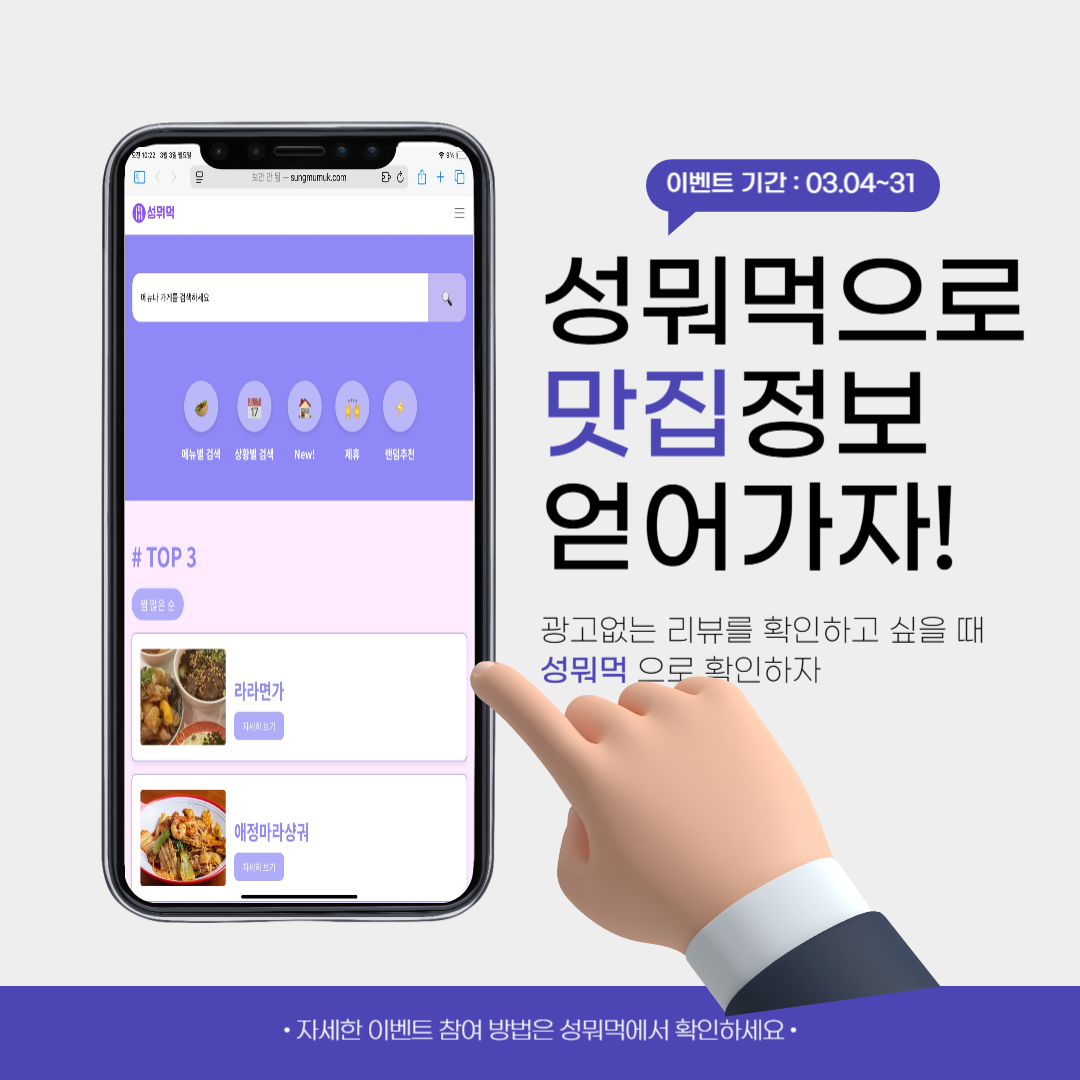 오전 10:22 3월 3일 월요일
9%
보안 안 됨 — sungmumuk.com
섬뭐먹
메뉴나 가게를 검색하세요
17
메뉴별 검색 상황별 검색 New! 제휴 랜덤추천
# TOP 3
찜 많은 순
라라면가
자세히 보기
애정마라샹궈
자세히 보기
이벤트 기간 : 03.04~31
성뭐먹으로
맛집정보
얻어가자!
광고없는 리뷰를 확인하고 싶을 때
성뭐먹 으로 확인하자
• 자세한 이벤트 참여 방법은 성뭐먹에서 확인하세요 •